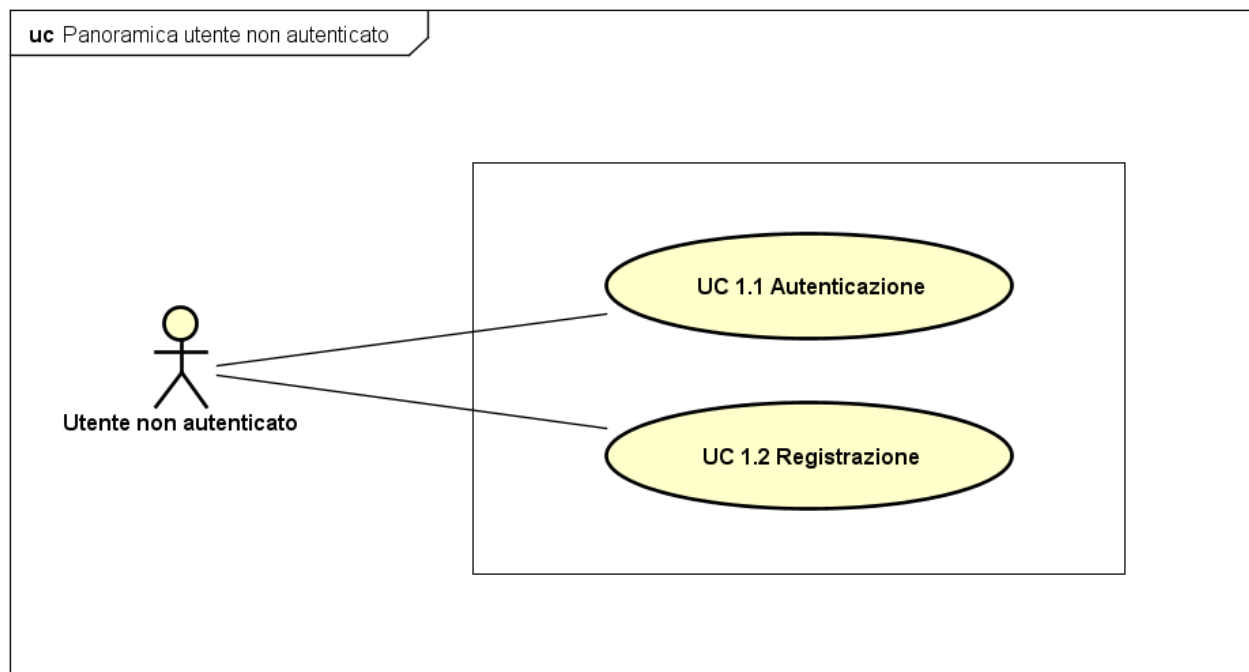 uc Panoramica utente non autenticato
UC 1.1 Autenticazione
Utente non autenticato
UC 1.2 Registrazione